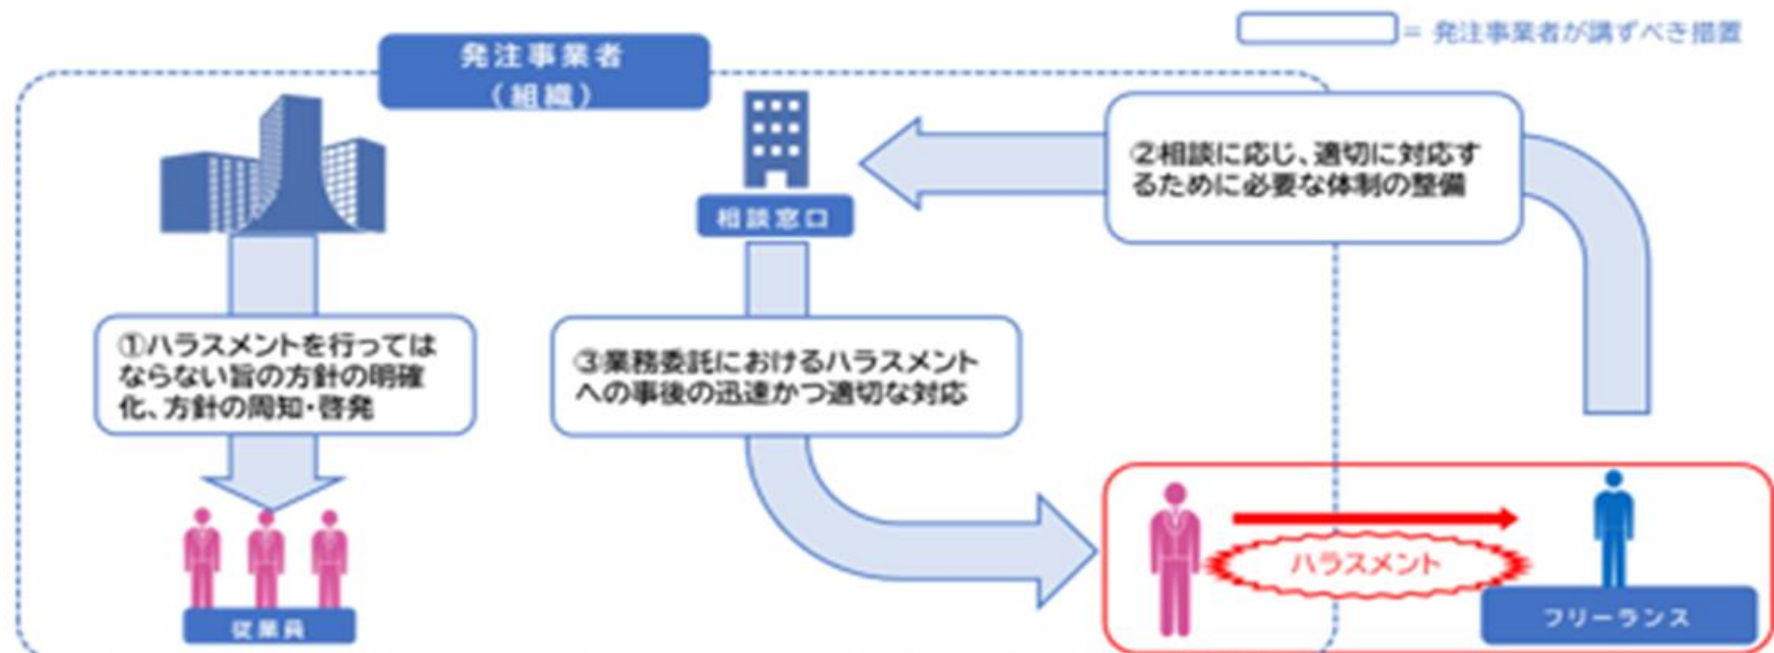 発注事業者
（組織）
= 発注事業者が講ずべき措置
②相談に応じ、適切に対応す
るために必要な体制の整備
相談窓口
①ハラスメントを行っては
ならない旨の方針の明確
化、方針の周知・啓発
③業務委託におけるハラスメント
への事後の迅速かつ適切な対応
ハラスメント
従業員
フリーランス